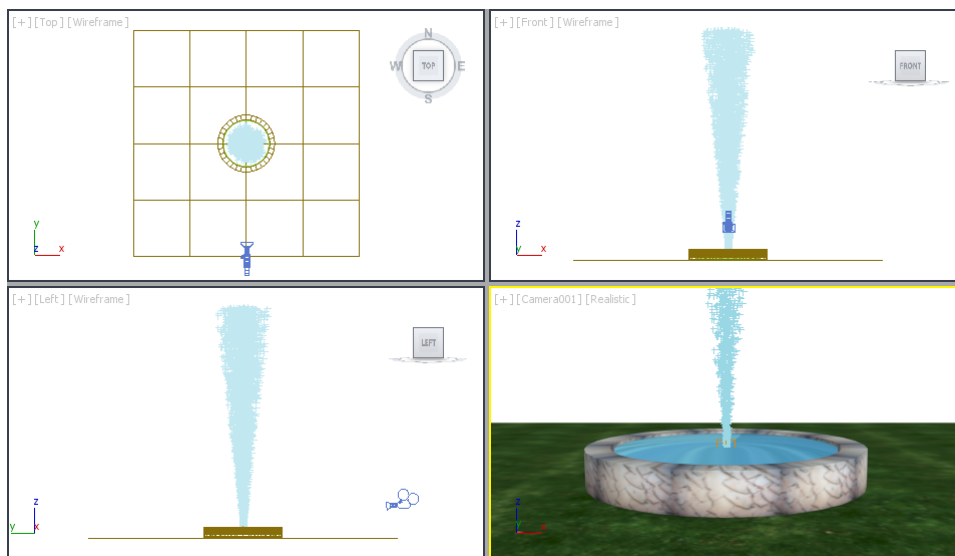 [+] [Top] [Wireframe]
N
W TOP E
S
y
z x
[+] [Front] [Wireframe]
FRONT
z
y x
[+] [Left] [Wireframe]
LEFT
z
y x
[+] [Camera001] [Realistic]
z
y x